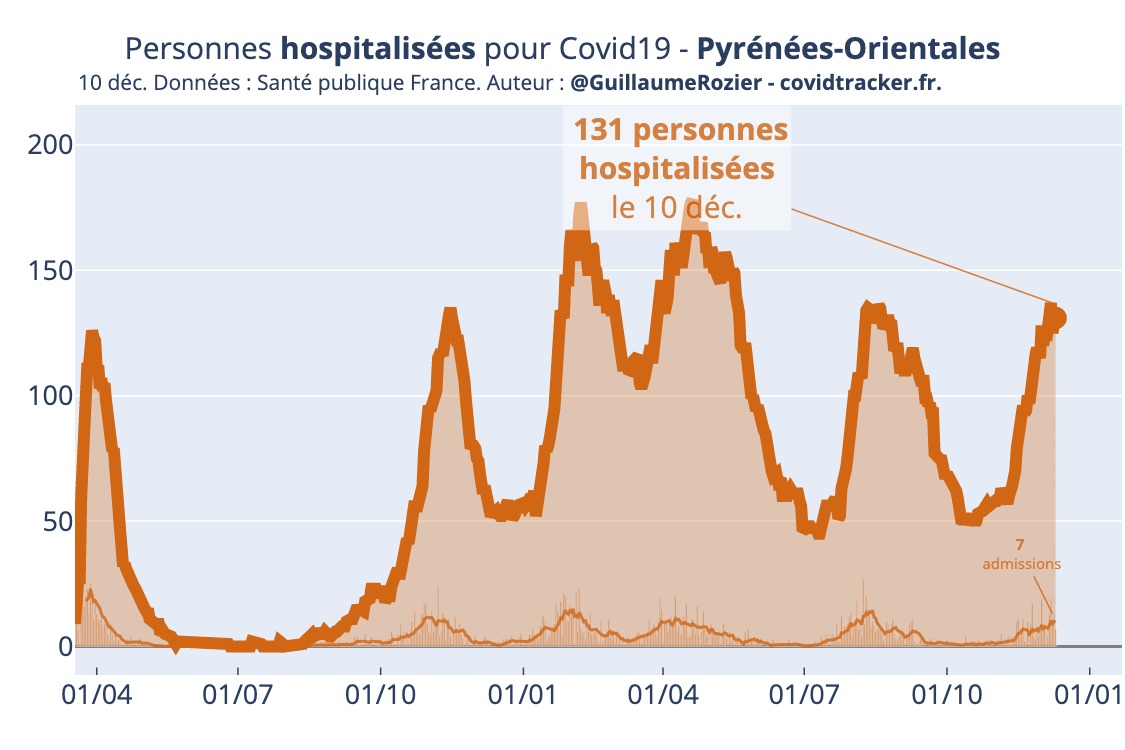 Personnes hospitalisées pour Covid19 - Pyrénées-Orientales
10 déc. Données : Santé publique France. Auteur : @GuillaumeRozier - covidtracker.fr.
131 personnes
hospitalisées
le 10 déc.
200
150
100
50
0
7
admissions
01/04 01/07 01/10 01/01 01/04 01/07 01/10 01/01